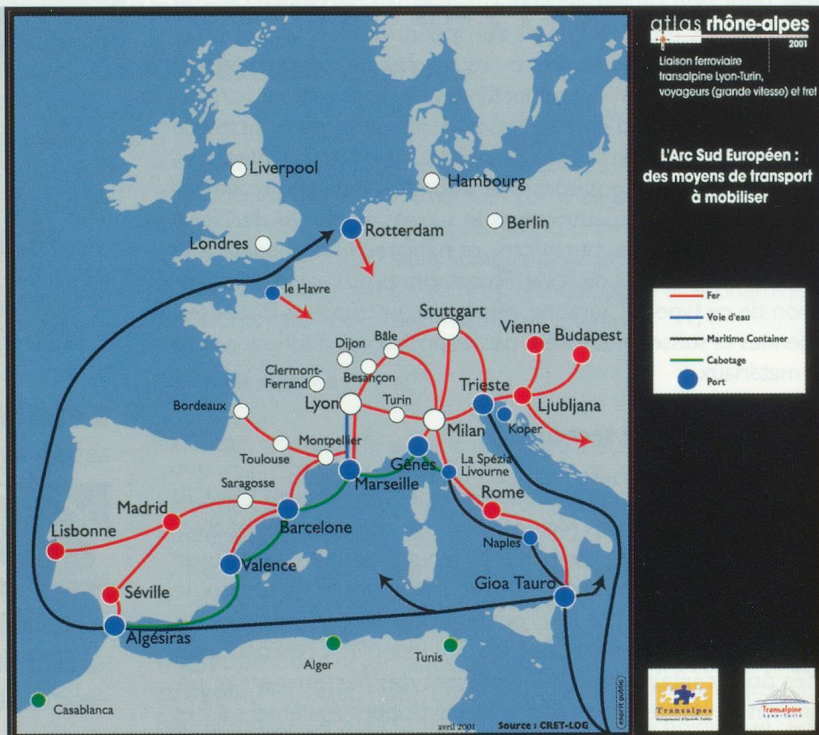 atlas rhône-alpes
2001
Liaison ferroviaire
transalpine Lyon-Turin,
voyageurs (grande vitesse) et fret
L'Arc Sud Européen :
des moyens de transport
à mobiliser
Fer
Voie d'eau
Maritime Container
Cabotage
Port
Liverpool
Hambourg
Berlin
Londres
Rotterdam
le Havre
Stuttgart
Vienne
Budapest
Dijon
Bâle
Besançon
Clermont-
Ferrand
Lyon
Turin
Milan
Trieste
Ljubljana
Koper
Bordeaux
Toulouse
Montpellier
Gênes
Marseille
La Spézia
Livourne
Saragosse
Madrid
Barcelone
Rome
Lisbonne
Naples
Valence
Séville
Gioa Tauro
Algésiras
Alger
Tunis
Casablanca
avril 2001
Source : CRET-LOG
esprit public
Transalpes
Transalpine
Lyon-Turin